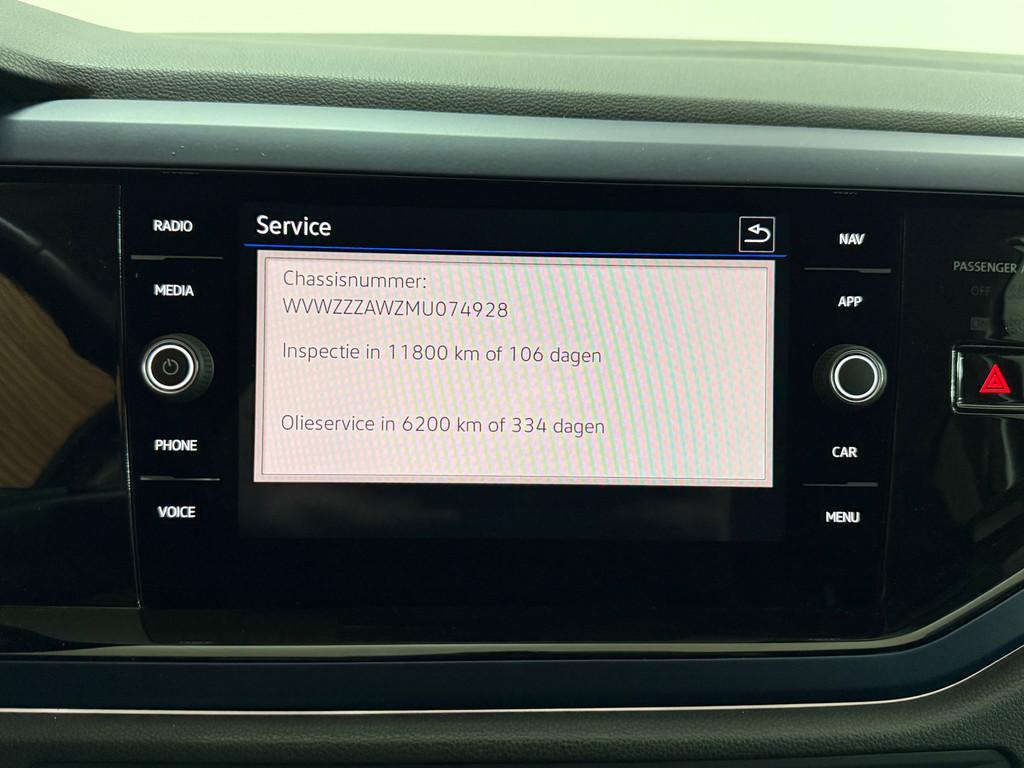 Service
RADIO
MEDIA
PHONE
VOICE
Chassisnummer:
WVWZZZAWZMU074928
Inspectie in 11800 km of 106 dagen
Olieservice in 6200 km of 334 dagen
NAV
APP
CAR
MENU
PASSENGER
OFF